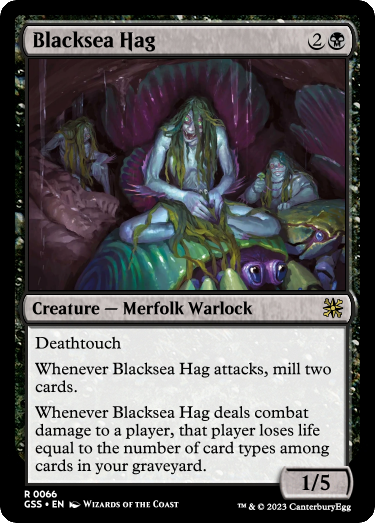 Blacksea Hag 2
Creature — Merfolk Warlock
Deathtouch
Whenever Blacksea Hag attacks, mill two
cards.
Whenever Blacksea Hag deals combat
damage to a player, that player loses life
equal to the number of card types among
cards in your graveyard.
1/5
R 0066
GSS • EN Wizards of the Coast
™ & © 2023 CanterburyEgg